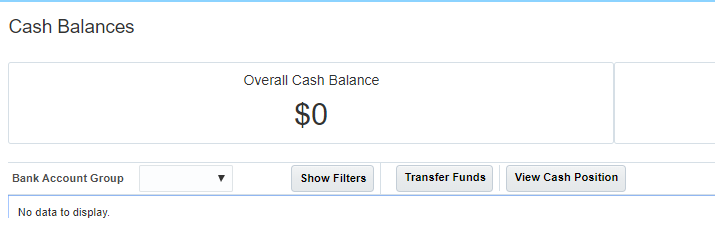 Cash Balances
Overall Cash Balance
$0
Bank Account Group Show Filters Transfer Funds View Cash Position
No data to display.